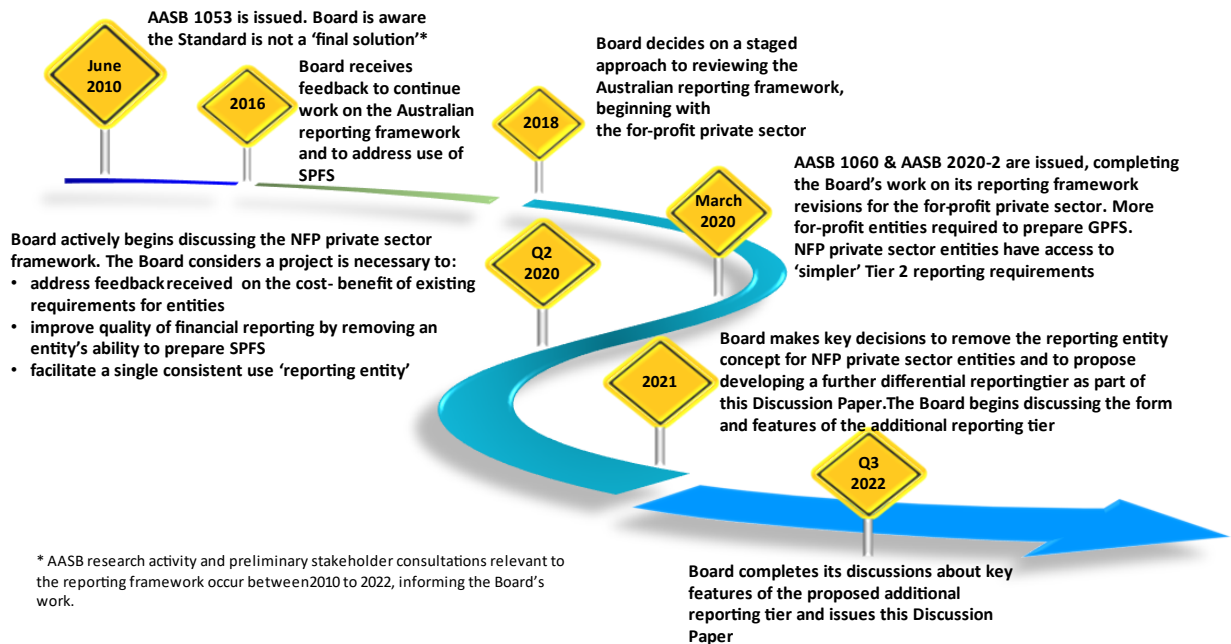 June
2010
AASB 1053 is issued. Board is aware
the Standard is not a ‘final solution’*
2016
Board receives
feedback to continue
work on the Australian
reporting framework
and to address use of
SPFS
2018
Board decides on a staged
approach to reviewing the
Australian reporting framework,
beginning with
the for-profit private sector
March
2020
AASB 1060 & AASB 2020-2 are issued, completing
the Board’s work on its reporting framework
revisions for the for-profit private sector. More
for-profit entities required to prepare GPFS.
NFP private sector entities have access to
‘simpler’ Tier 2 reporting requirements
Q2
2020
Board actively begins discussing the NFP private sector
framework. The Board considers a project is necessary to:
• address feedback received on the cost- benefit of existing
requirements for entities
• improve quality of financial reporting by removing an
entity’s ability to prepare SPFS
• facilitate a single consistent use ‘reporting entity’
2021
Board makes key decisions to remove the reporting entity
concept for NFP private sector entities and to propose
developing a further differential reportingtier as part of
this Discussion Paper.The Board begins discussing the form
and features of the additional reporting tier
Q3
2022
Board completes its discussions about key
features of the proposed additional
reporting tier and issues this Discussion
Paper
* AASB research activity and preliminary stakeholder consultations relevant to
the reporting framework occur between2010 to 2022, informing the Board’s
work.